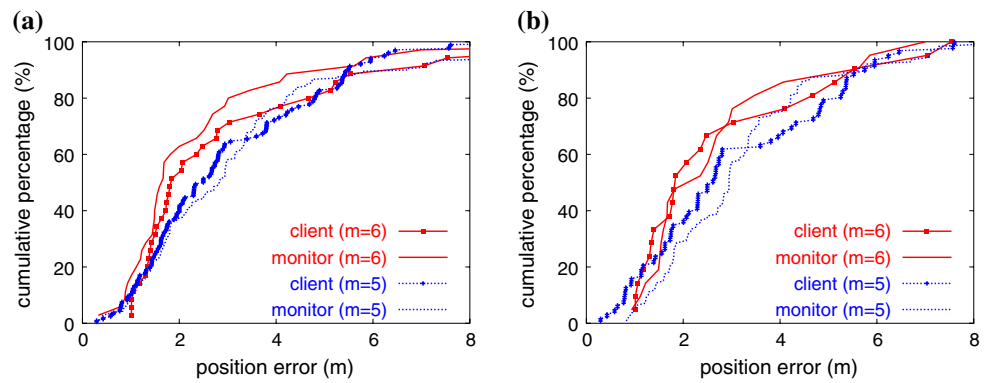 (a)
cumulative percentage (%)
100
80
60
40
20
0
client (m=6)
monitor (m=6)
client (m=5)
monitor (m=5)
0 2 4 6 8
position error (m)
(b)
cumulative percentage (%)
100
80
60
40
20
0
client (m=6)
monitor (m=6)
client (m=5)
monitor (m=5)
0 2 4 6 8
position error (m)